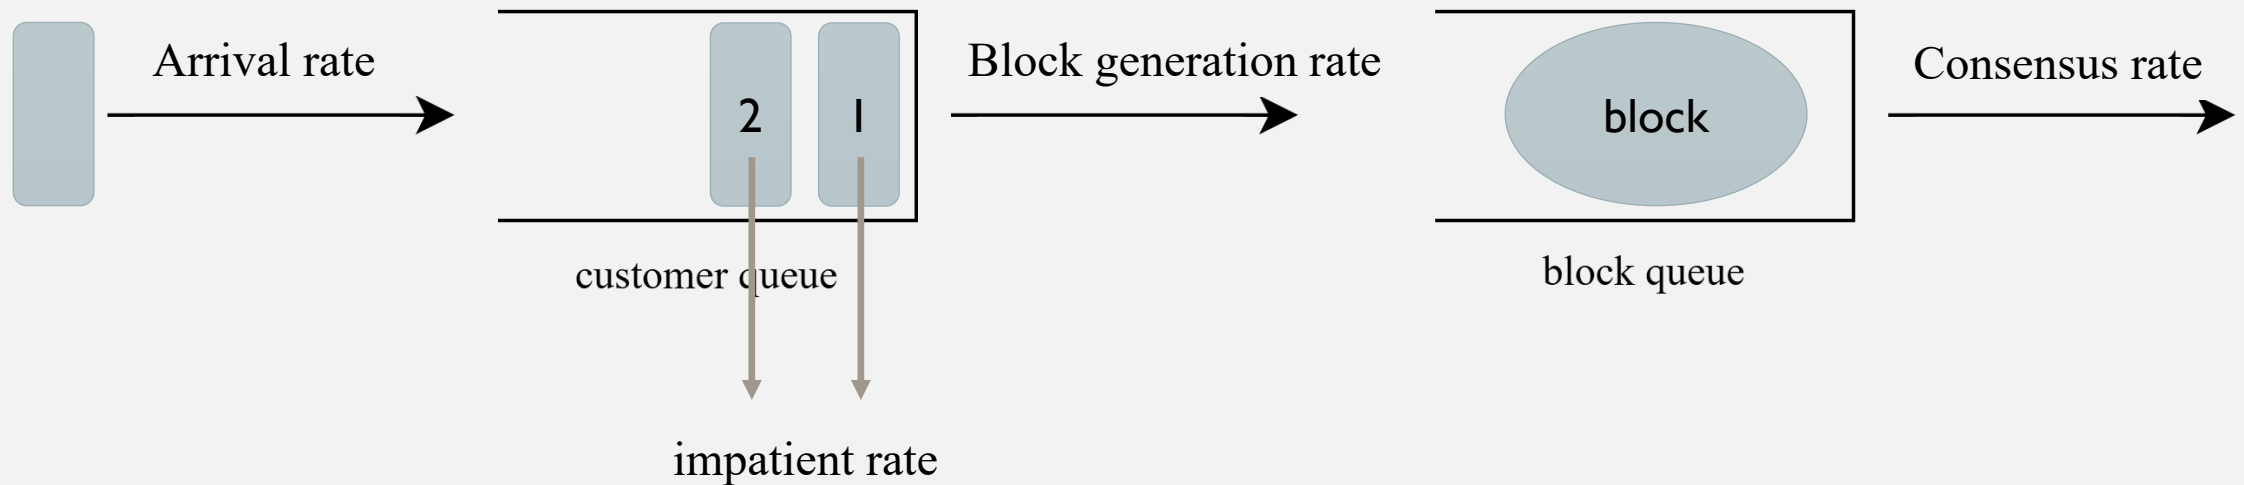 Arrival rate
2
1
Block generation rate
block
Consensus rate
customer queue
block queue
impatient rate